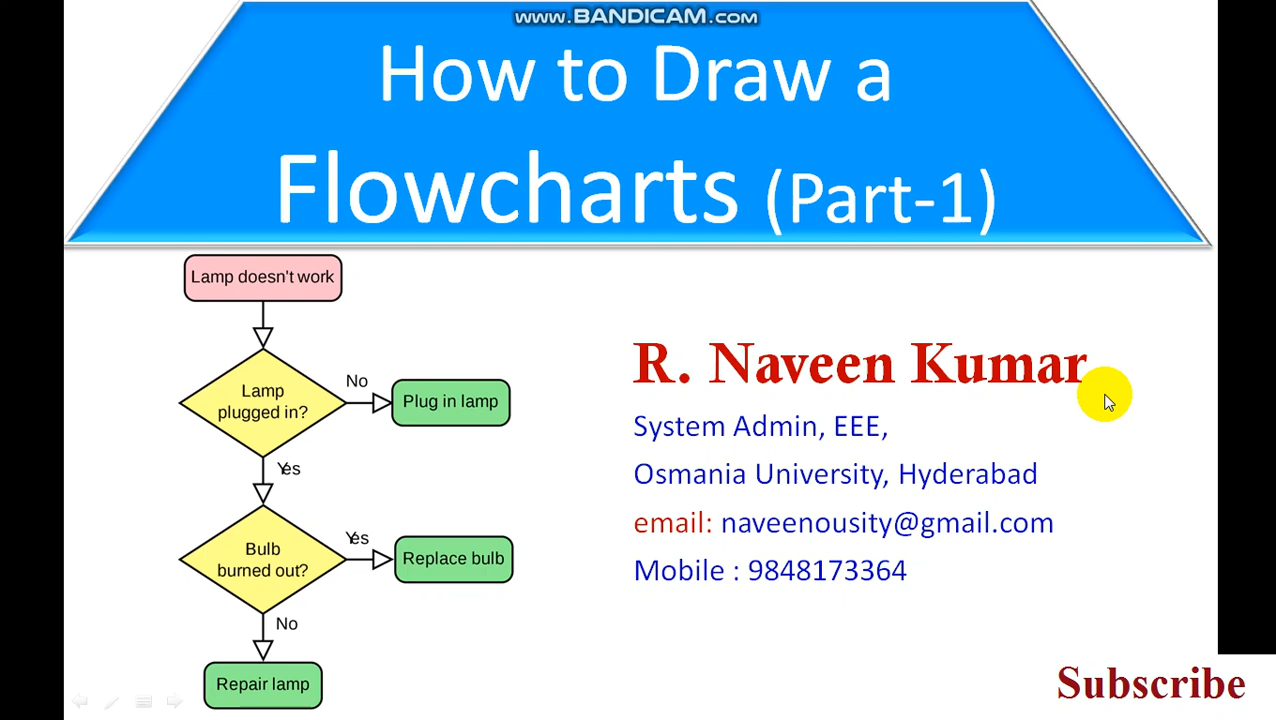 www.BANDICAM.com
How to Draw a
Flowcharts (Part-1)
Lamp doesn't work
Lamp
plugged in?
No
Plug in lamp
Yes
Bulb
burned out?
Yes
Replace bulb
No
Repair lamp
R. Naveen Kumar
System Admin, EEE,
Osmania University, Hyderabad
email: naveenousity@gmail.com
Mobile : 9848173364
Subscribe